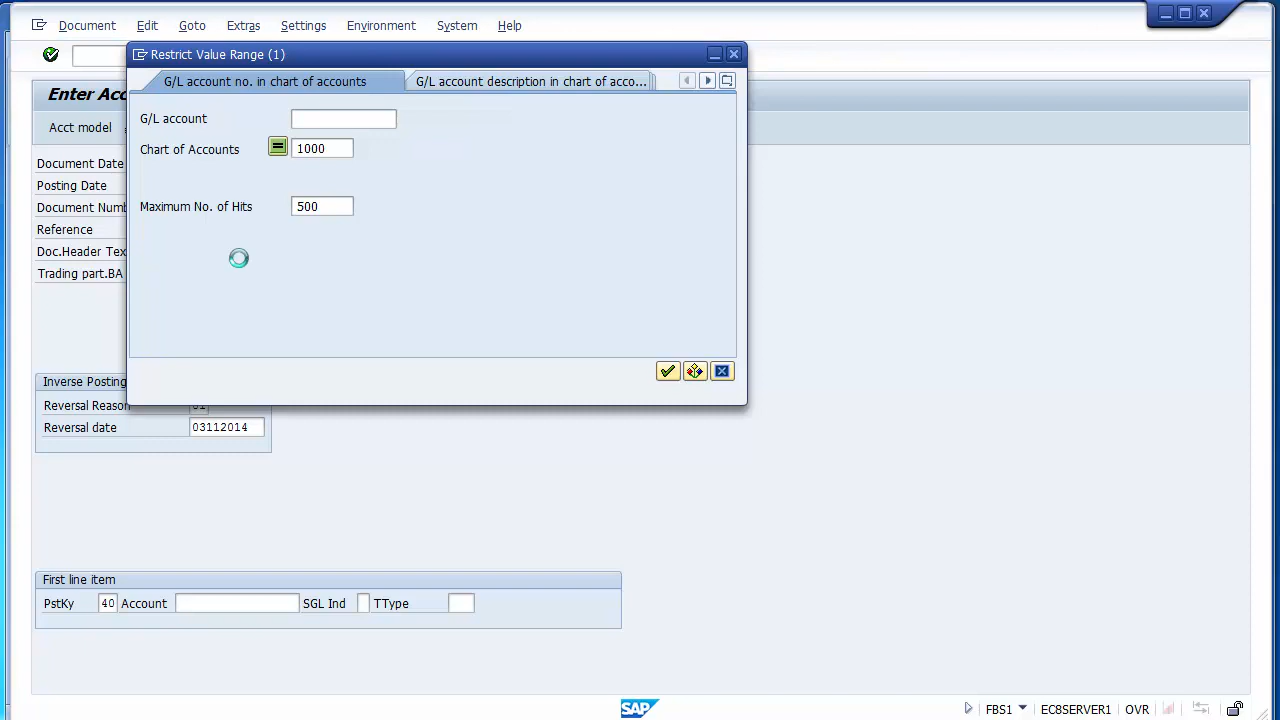 Document Edit Goto Extras Settings Environment System Help
Restrict Value Range (1)
G/L account no. in chart of accounts G/L account description in chart of acco...
Enter Acc
Acct model
G/L account
Chart of Accounts = 1000
Document Date
Posting Date
Document Numb
Maximum No. of Hits 500
Reference
Doc.Header Tex
Trading part.BA
Inverse Posting
Reversal Reason 01
Reversal date 03112014
First line item
PstKy 40 Account SGL Ind TType
SAP FBS1 EC8SERVER1 OVR